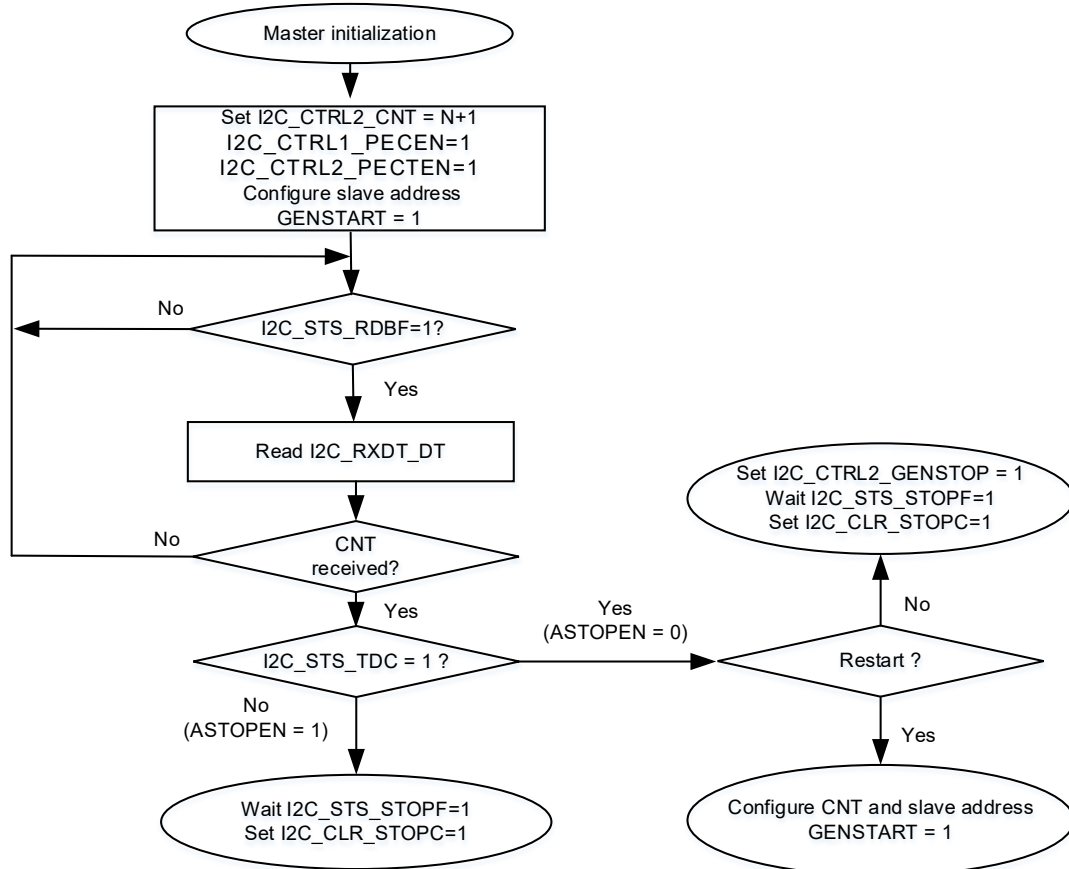 Master initialization
Set I2C_CTRL2_CNT = N+1
I2C_CTRL1_PECEN=1
I2C_CTRL2_PECTEN=1
Configure slave address
GENSTART = 1
No
I2C_STS_RDBF=1?
Yes
Read I2C_RXDT_DT
No
CNT
received?
Yes
I2C_STS_TDC = 1 ?
No
(ASTOPEN = 1)
Wait I2C_STS_STOPF=1
Set I2C_CLR_STOPC=1
Yes
(ASTOPEN = 0)
Restart ?
No
Set I2C_CTRL2_GENSTOP = 1
Wait I2C_STS_STOPF=1
Set I2C_CLR_STOPC=1
Yes
Configure CNT and slave address
GENSTART = 1